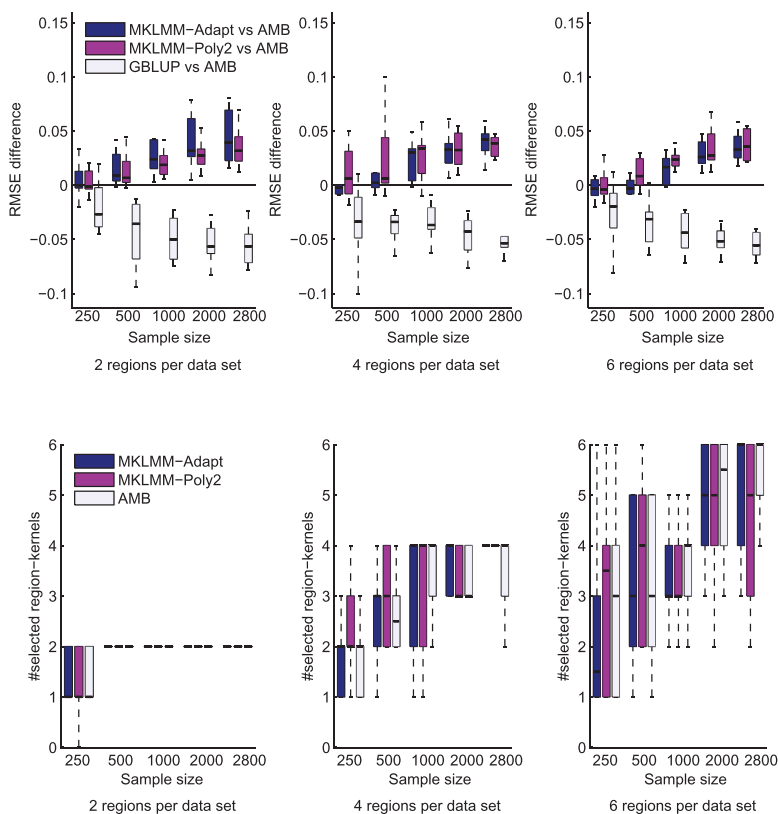 0.15
0.1
0.05
0
−0.05
−0.1
RMSE difference
MKLMM−Adapt vs AMB
MKLMM−Poly2 vs AMB
GBLUP vs AMB
250 500 1000 2000 2800
Sample size
2 regions per data set
0.15
0.1
0.05
0
−0.05
−0.1
RMSE difference
250 500 1000 2000 2800
Sample size
4 regions per data set
0.15
0.1
0.05
0
−0.05
−0.1
RMSE difference
250 500 1000 2000 2800
Sample size
6 regions per data set
6
5
4
3
2
1
0
#selected region−kernels
MKLMM−Adapt
MKLMM−Poly2
AMB
250 500 1000 2000 2800
Sample size
2 regions per data set
6
5
4
3
2
1
0
#selected region−kernels
250 500 1000 2000 2800
Sample size
4 regions per data set
6
5
4
3
2
1
0
#selected region−kernels
250 500 1000 2000 2800
Sample size
6 regions per data set